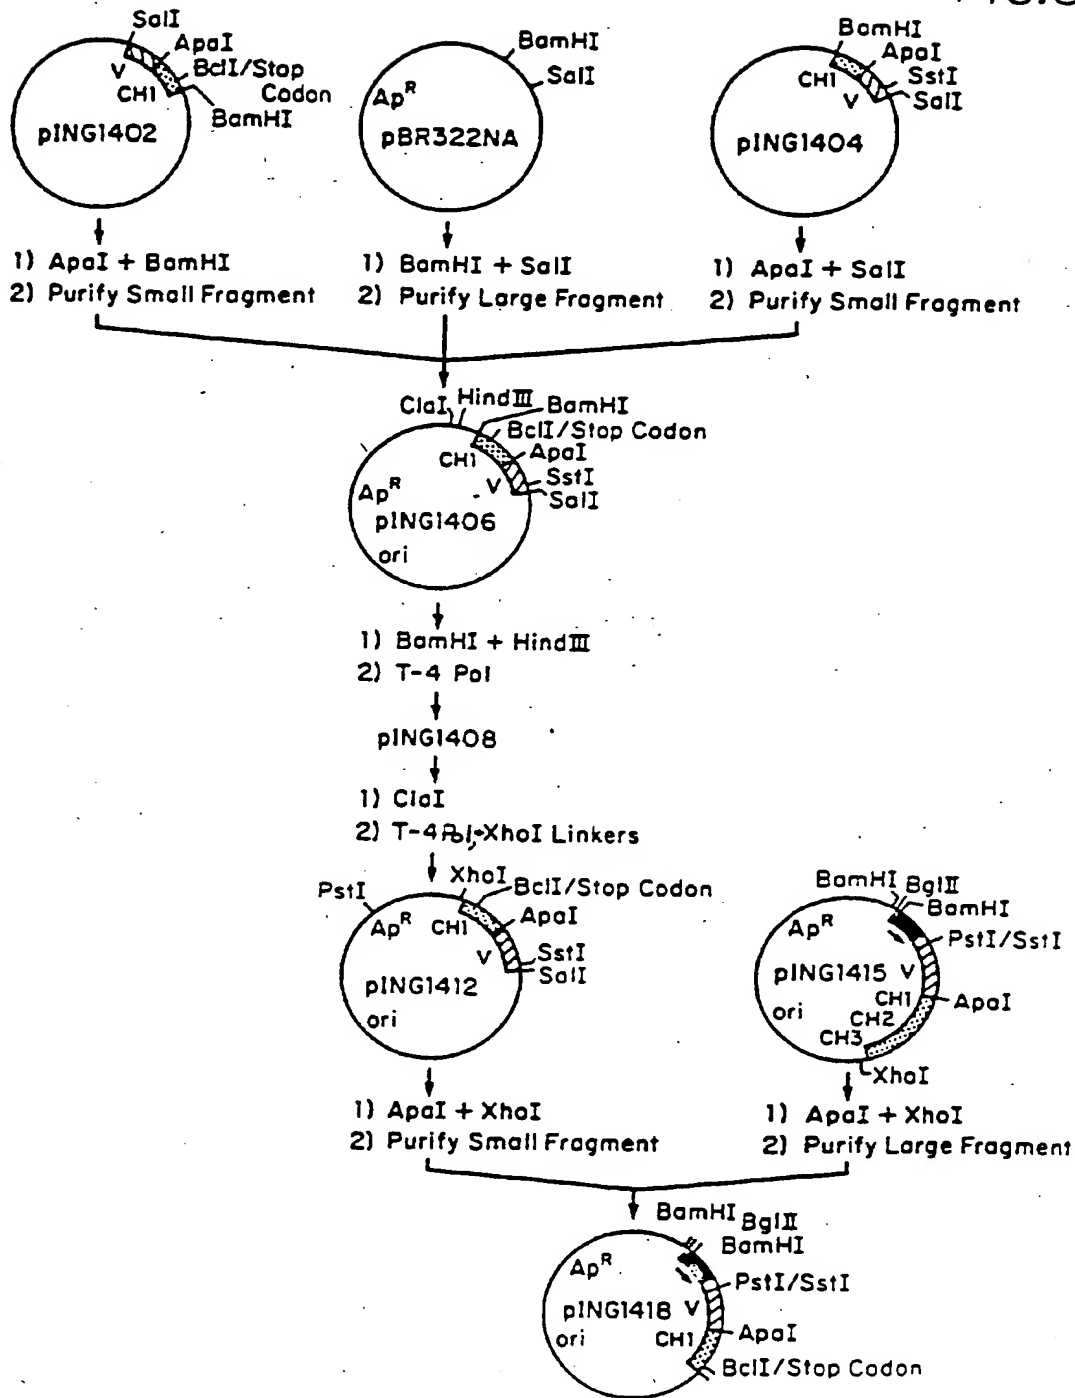 SalI
ApaI
BclI/Stop
Codon
BamHI
V
CH1
pING1402
BamHI
SalI
Ap^R
pBR322NA
BamHI
ApaI
SstI
SalI
CH1
V
pING1404
1) ApaI + BamHI
2) Purify Small Fragment
1) BamHI + SalI
2) Purify Large Fragment
1) ApaI + SalI
2) Purify Small Fragment
ClaI
HindIII
BamHI
BclI/Stop Codon
ApaI
SstI
SalI
CH1
V
Ap^R
pING1406
ori
1) BamHI + HindIII
2) T-4 Pol
pING1408
1) ClaI
2) T-4 Pol, XhoI Linkers
PstI
XhoI
BclI/Stop Codon
ApaI
SstI
SalI
Ap^R
CH1
V
pING1412
ori
BamHI
BglII
BamHI
PstI/SstI
Ap^R
pING1415
V
CH1
ApaI
ori
CH2
CH3
XhoI
1) ApaI + XhoI
2) Purify Small Fragment
1) ApaI + XhoI
2) Purify Large Fragment
BamHI
BglII
BamHI
PstI/SstI
Ap^R
pING1418
V
ori
CH1
ApaI
BclI/Stop Codon